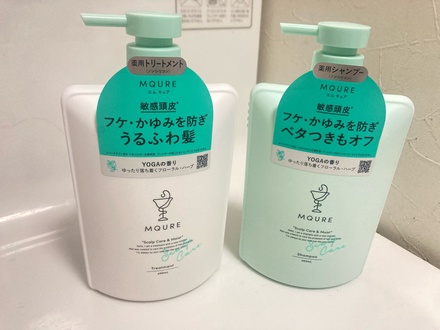 薬用トリートメント
MQURE
エム キュア
敏感頭皮
フケ・かゆみを防ぎ
うるふわ髪
YOGAの香り
ゆったり落ち着くフローラル・ハーブ
MQURE
"Scalp Care & Moist"
Treatment
薬用シャンプー
MQURE
エム キュア
敏感頭皮
フケ・かゆみを防ぎ
ベタつきもオフ
YOGAの香り
ゆったり落ち着くフローラル・ハーブ
MQURE
"Scalp Care & Moist"
Shampoo